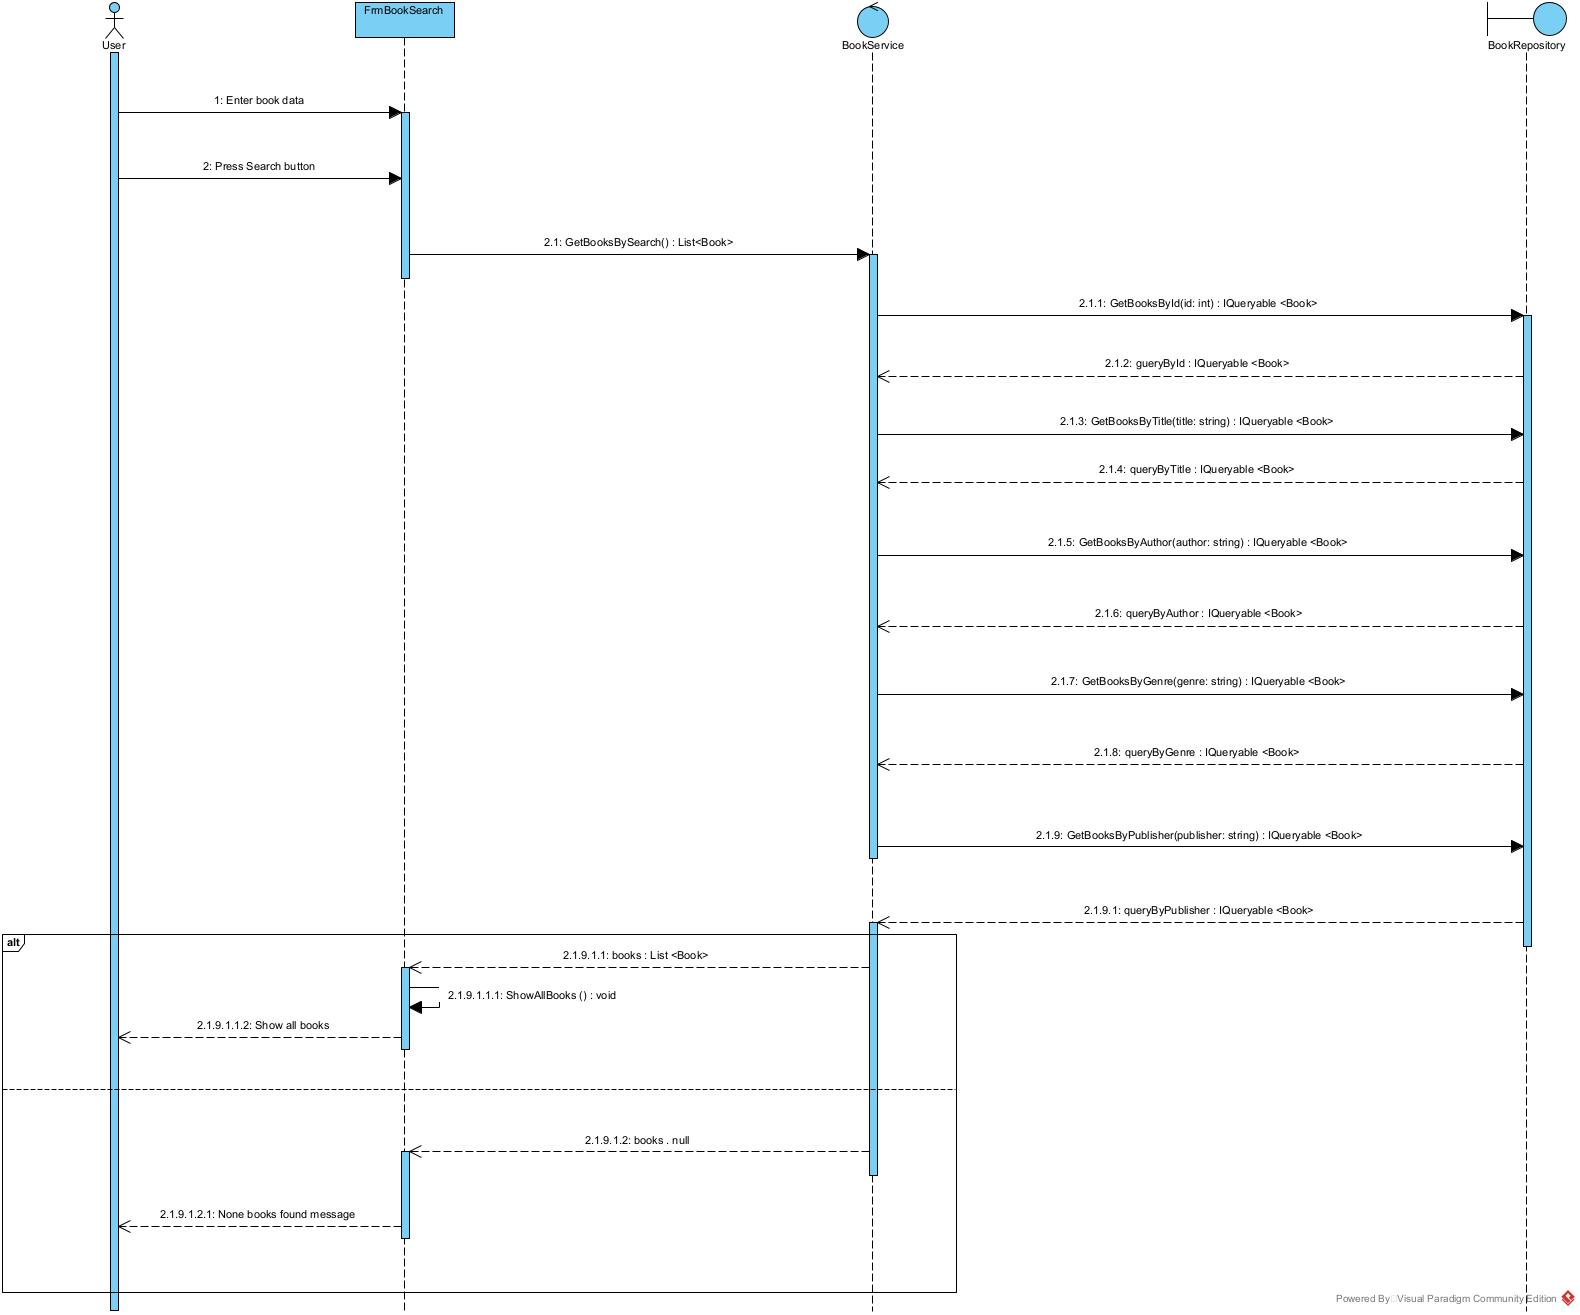 FrmBookSearch
User
BookService
BookRepository
1: Enter book data
2: Press Search button
2.1: GetBooksBySearch() : List<Book>
2.1.1: GetBooksById(id: int) : IQueryable <Book>
2.1.2: gueryById : IQueryable <Book>
2.1.3: GetBooksByTitle(title: string) : IQueryable <Book>
2.1.4: queryByTitle : IQueryable <Book>
2.1.5: GetBooksByAuthor(author: string) : IQueryable <Book>
2.1.6: queryByAuthor : IQueryable <Book>
2.1.7: GetBooksByGenre(genre: string) : IQueryable <Book>
2.1.8: queryByGenre : IQueryable <Book>
2.1.9: GetBooksByPublisher(publisher: string) : IQueryable <Book>
2.1.9.1: queryByPublisher : IQueryable <Book>
alt
2.1.9.1.1: books : List <Book>
2.1.9.1.1.1: ShowAllBooks () : void
2.1.9.1.1.2: Show all books
2.1.9.1.2: books . null
2.1.9.1.2.1: None books found message
Powered By Visual Paradigm Community Edition